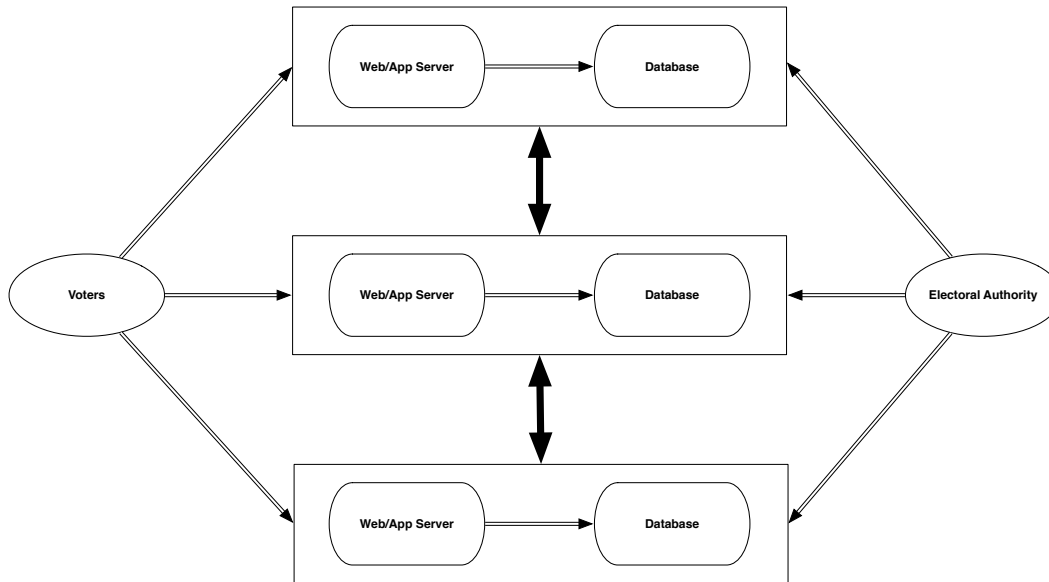 Web/App Server
Database
Voters
Web/App Server
Database
Electoral Authority
Web/App Server
Database